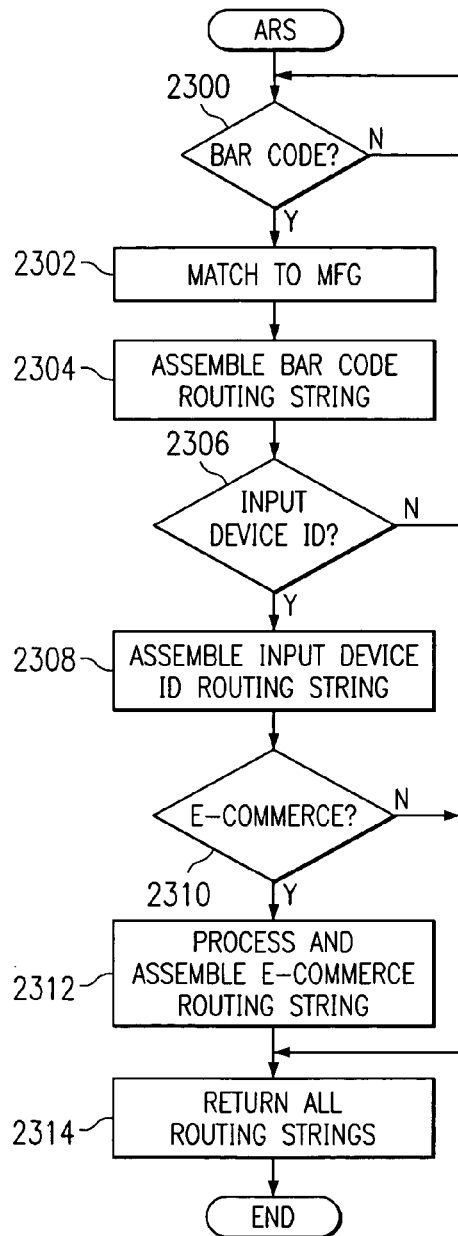 ARS
2300
BAR CODE?
N
Y
2302
MATCH TO MFG
2304
ASSEMBLE BAR CODE
ROUTING STRING
2306
INPUT
DEVICE ID?
N
Y
2308
ASSEMBLE INPUT DEVICE
ID ROUTING STRING
E-COMMERCE?
N
2310
Y
2312
PROCESS AND
ASSEMBLE E-COMMERCE
ROUTING STRING
2314
RETURN ALL
ROUTING STRINGS
END